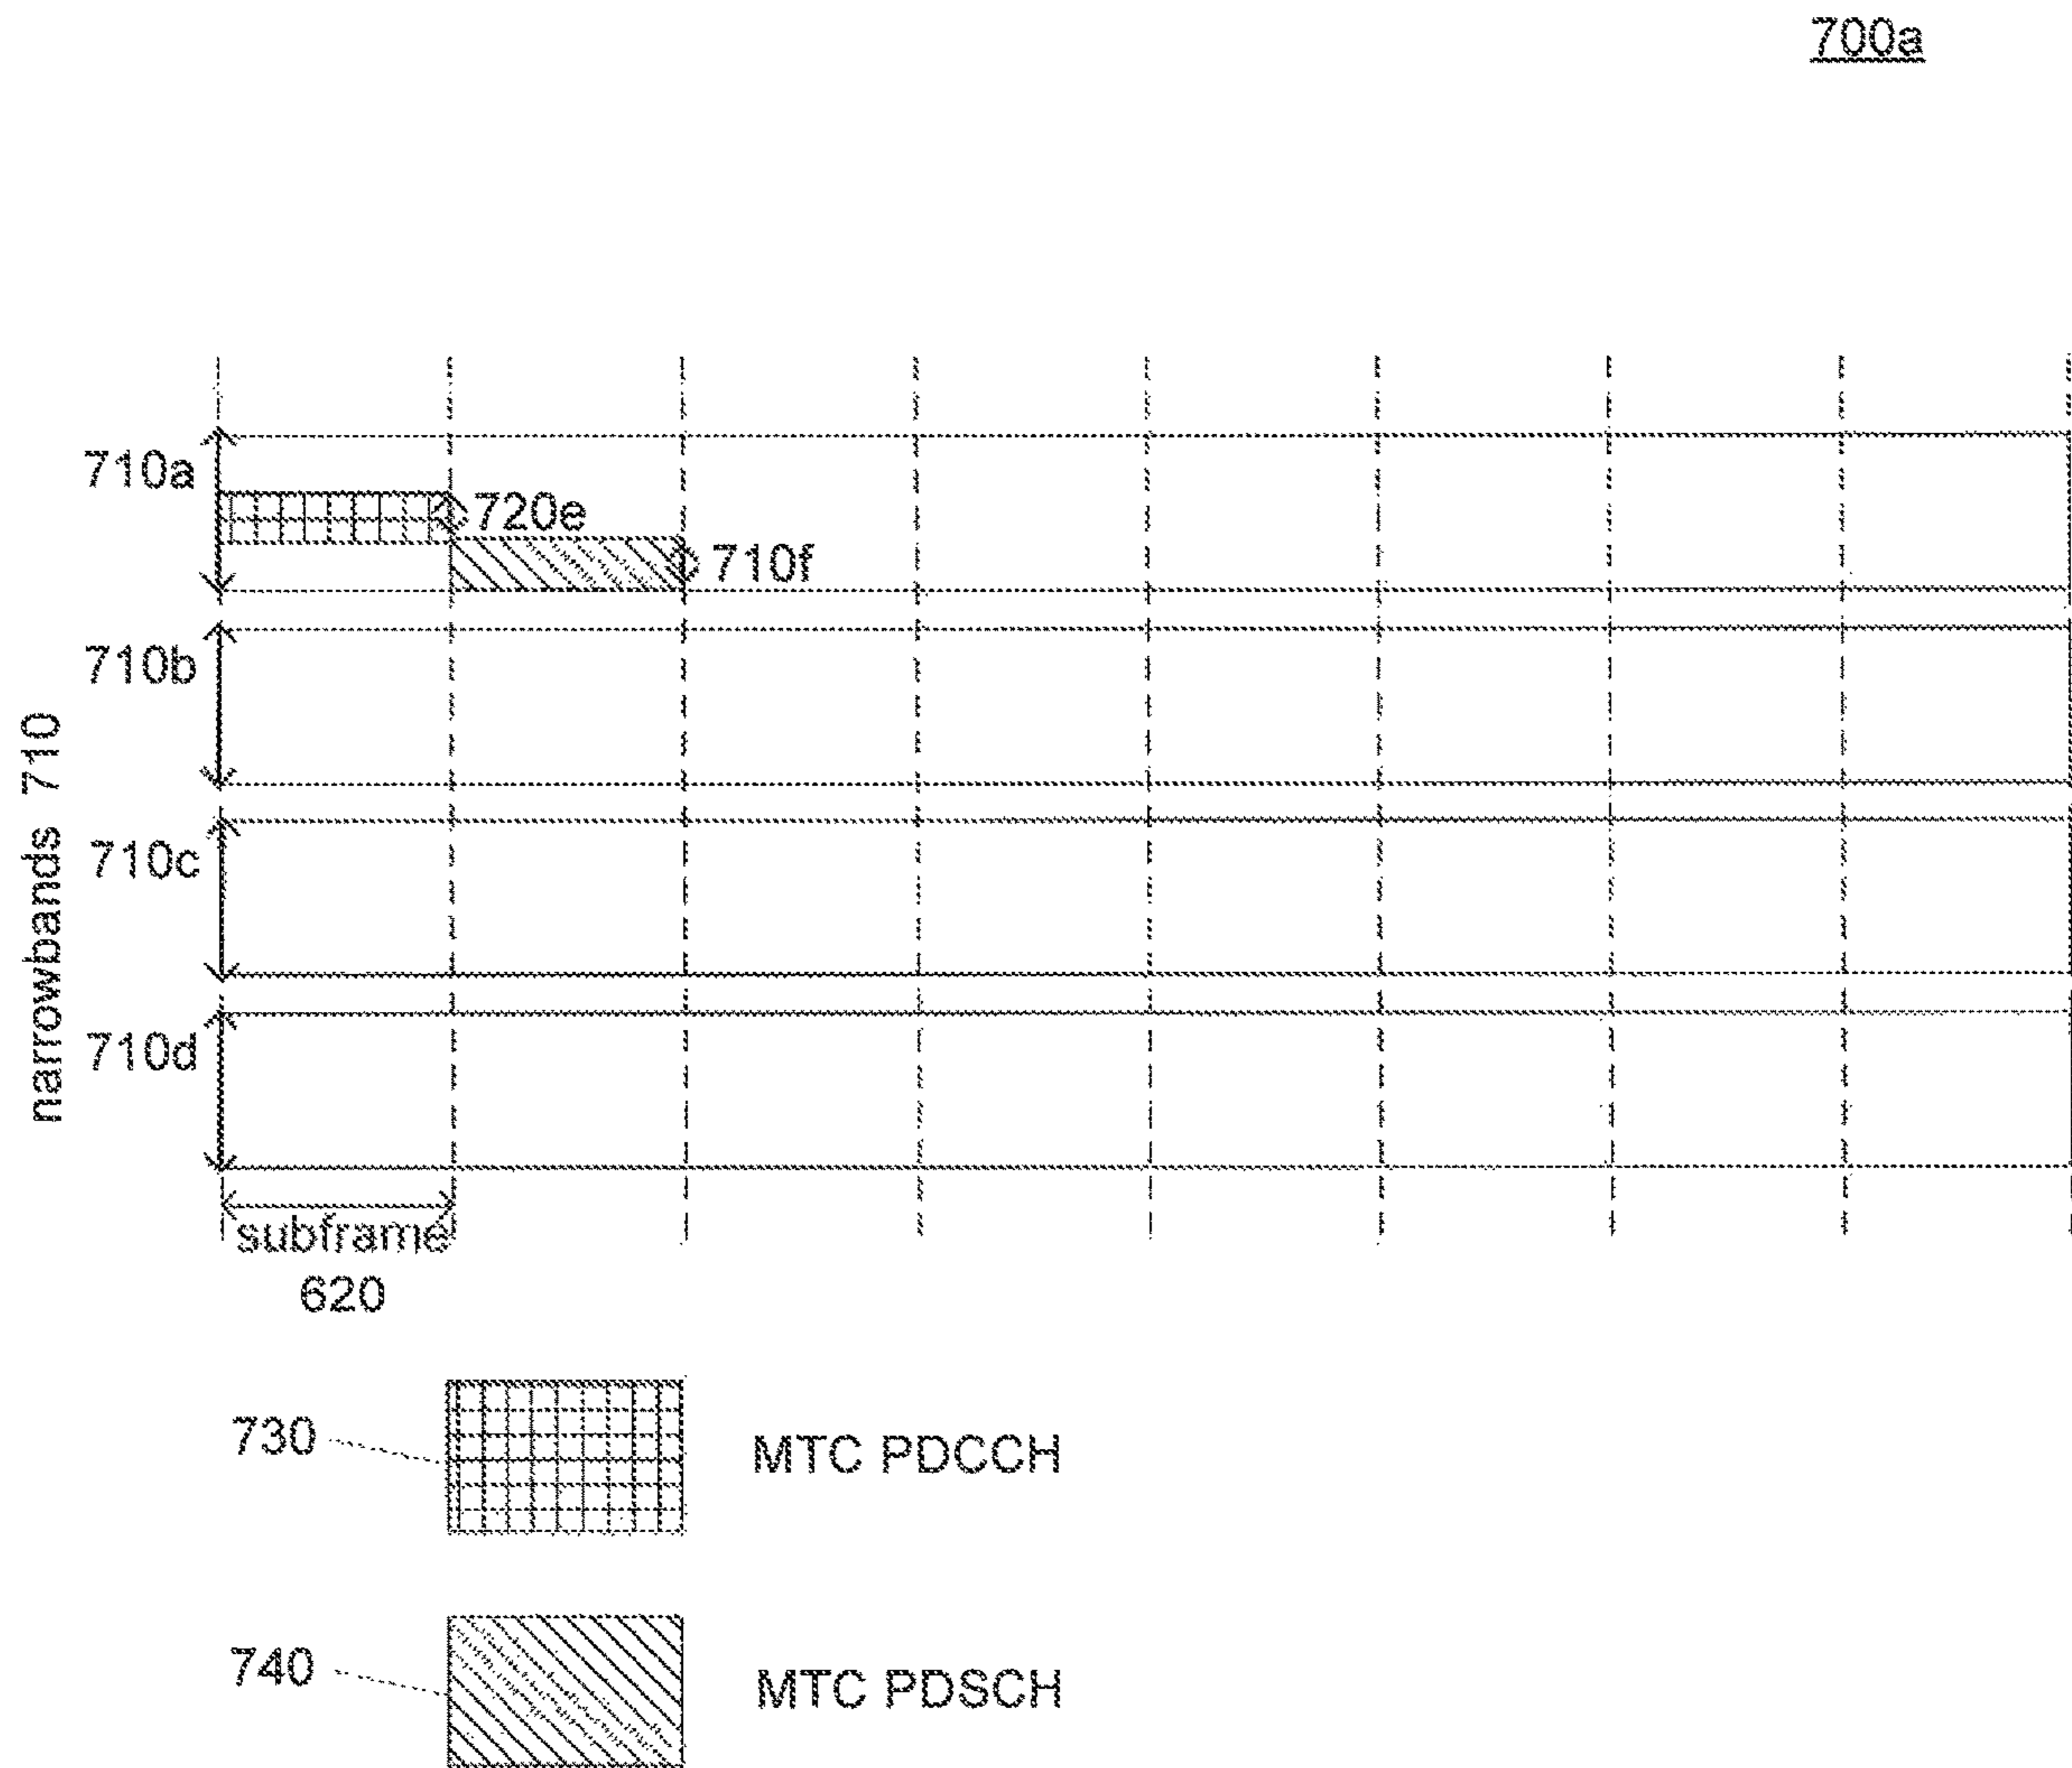 700a
710a
720e
710f
710b
710c
710d
narrowbands 710
subframe
620
730
MTC PDCCH
740
MTC PDSCH